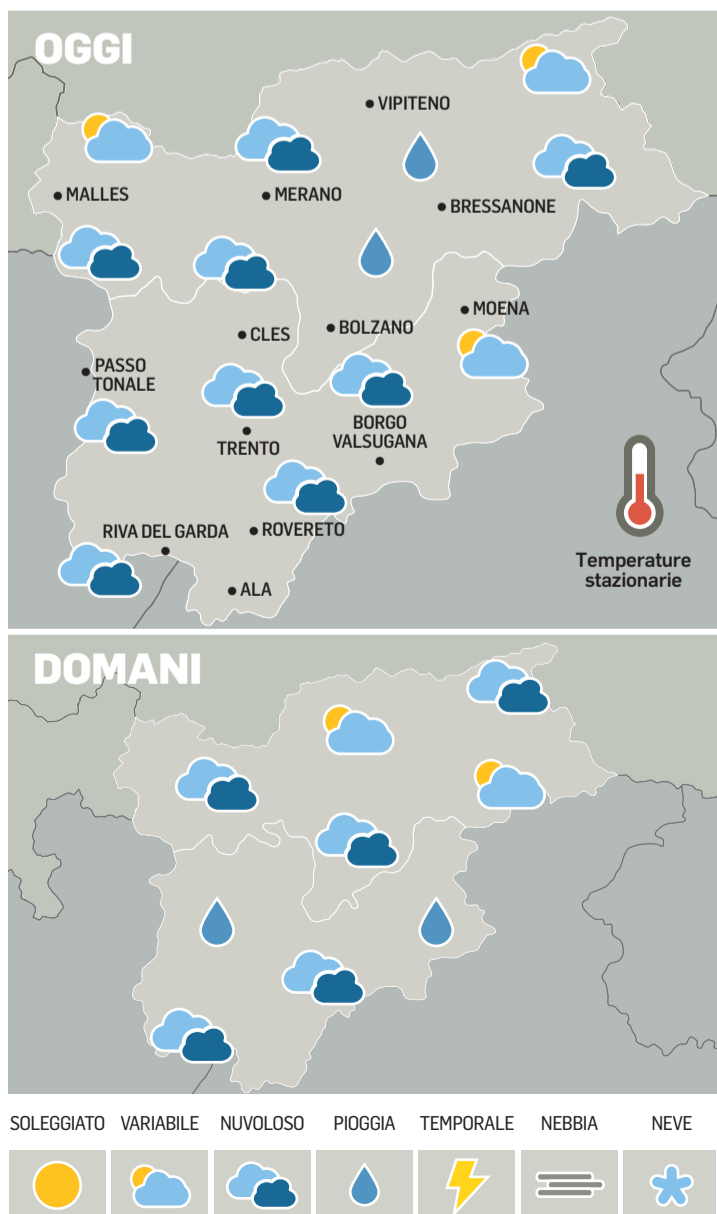 OGGI
VIPITENO
MALLES
MERANO
BRESSANONE
MOENA
BOLZANO
CLES
PASSO
TONALE
BORGO
VALSUGANA
TRENTO
RIVA DEL GARDA
ROVERETO
ALA
Temperature
stazionarie
DOMANI
SOLEGGIATO VARIABILE NUVOLOSO PIOGGIA TEMPORALE NEBBIA NEVE